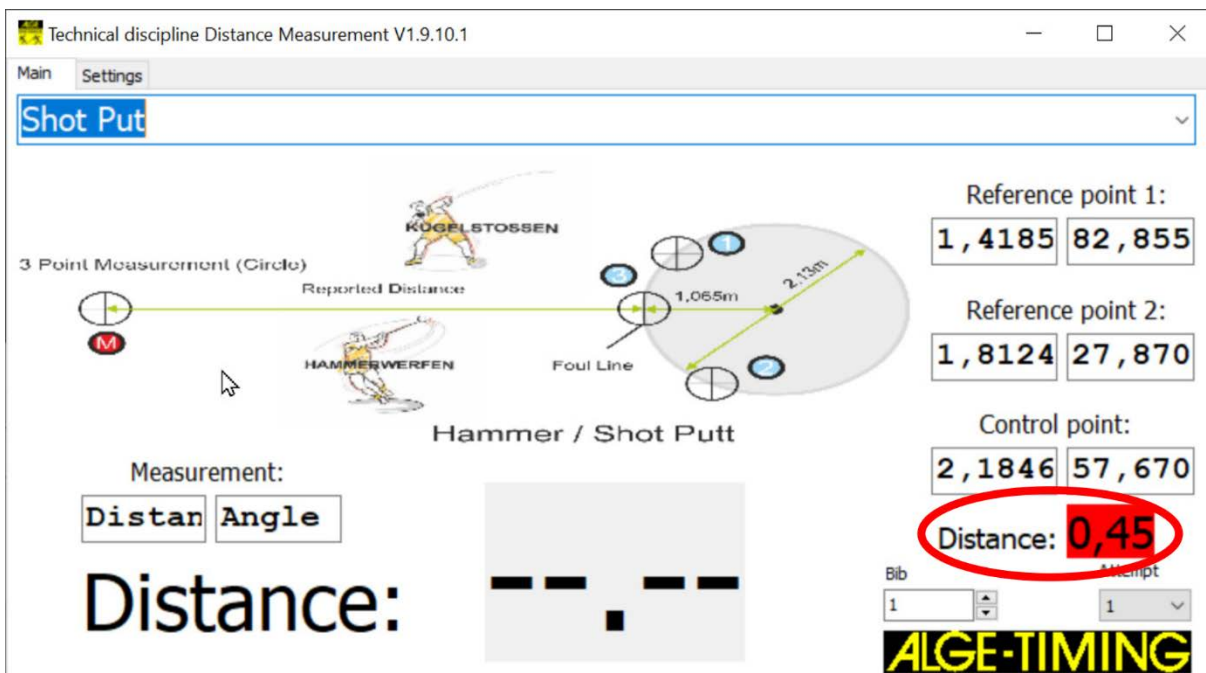 Technical discipline Distance Measurement V1.9.10.1
Main Settings
Shot Put
KUGELSTOSSEN
3 Point Measurement (Circle)
Reported Distance
M
HAMMERWERFEN
Foul Line
1
3
2,13m
1,065m
2
Hammer / Shot Putt
Reference point 1:
1,4185 82,855
Reference point 2:
1,8124 27,870
Control point:
2,1846 57,670
Distance: 0,45
Measurement:
Distan Angle
Distance: --.--
Bib Attempt
1 1
ALGE-TIMING